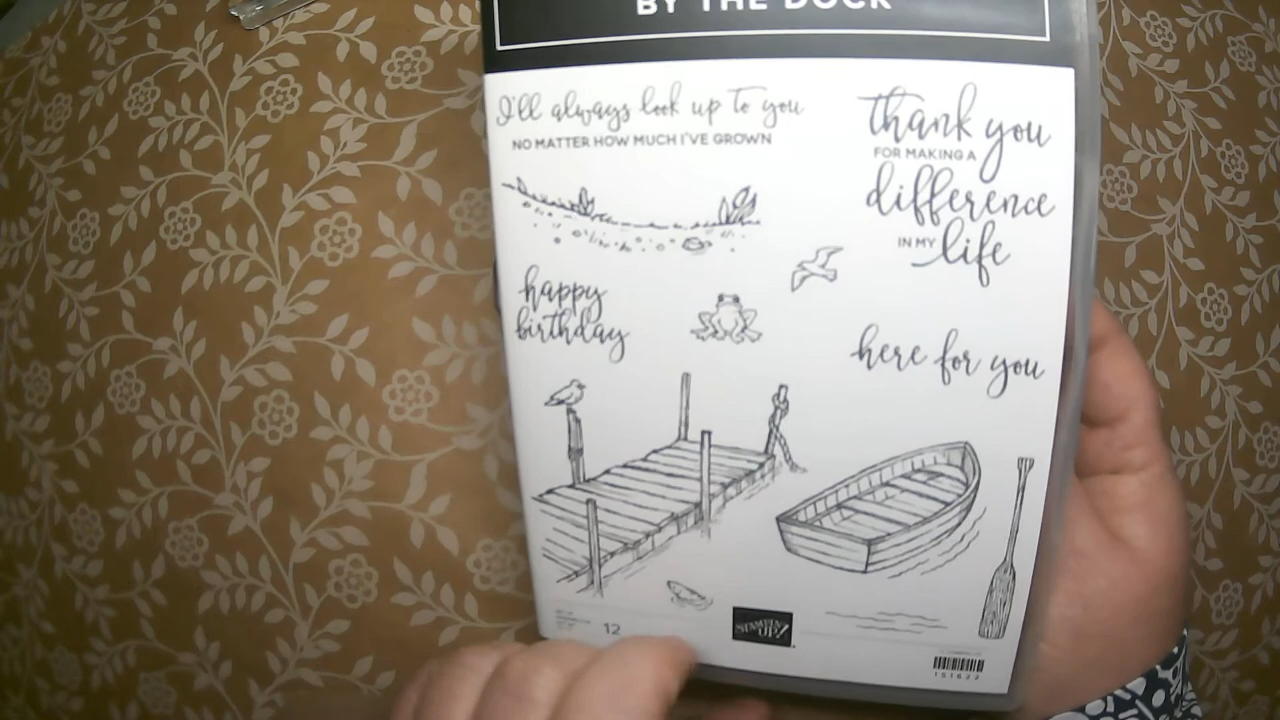 BY THE DOCK
I'll always look up to you
NO MATTER HOW MUCH I'VE GROWN
thank you
FOR MAKING A
difference
IN MY life
happy
birthday
here for you
12
STAMPIN' UP!
151622